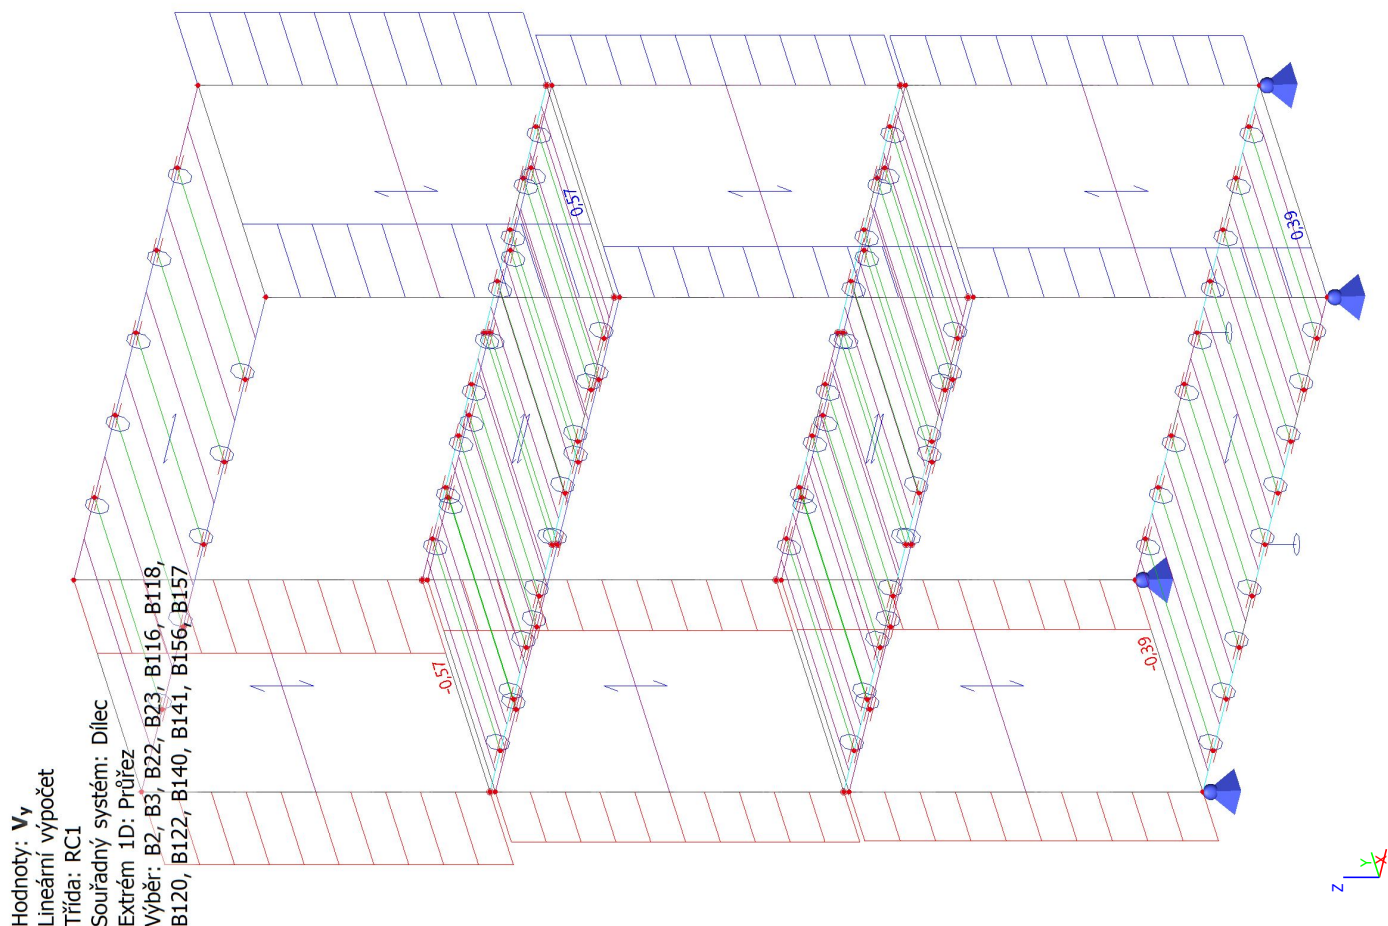 Hodnoty: Vy
Lineární výpočet
Třída: RC1
Souřadný systém: Dílec
Extrém 1D: Průřez
Výběr: B2, B3, B22, B23, B116, B118,
B120, B122, B140, B141, B156, B157
0,57
0,39
-0,57
-0,39
Z
Y
X